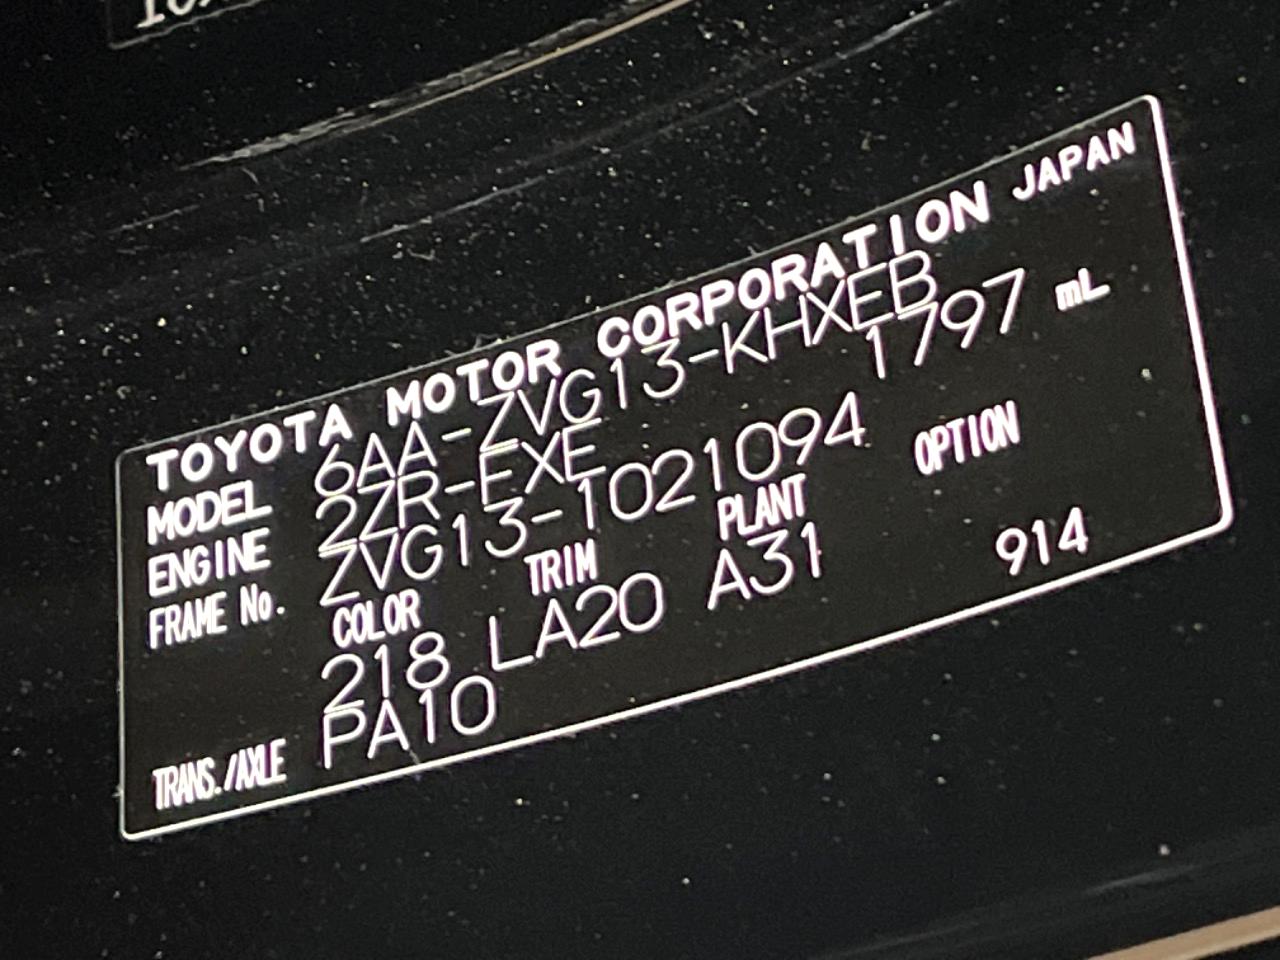 TOYOTA MOTOR CORPORATION JAPAN
MODEL 6AA-ZVG13-KHXEB
ENGINE 2ZR-EXE 1797 mL
FRAME No. ZVG13-1021094
COLOR TRIM PLANT OPTION
218 LA20 A31 914
TRANS./AXLE PA10